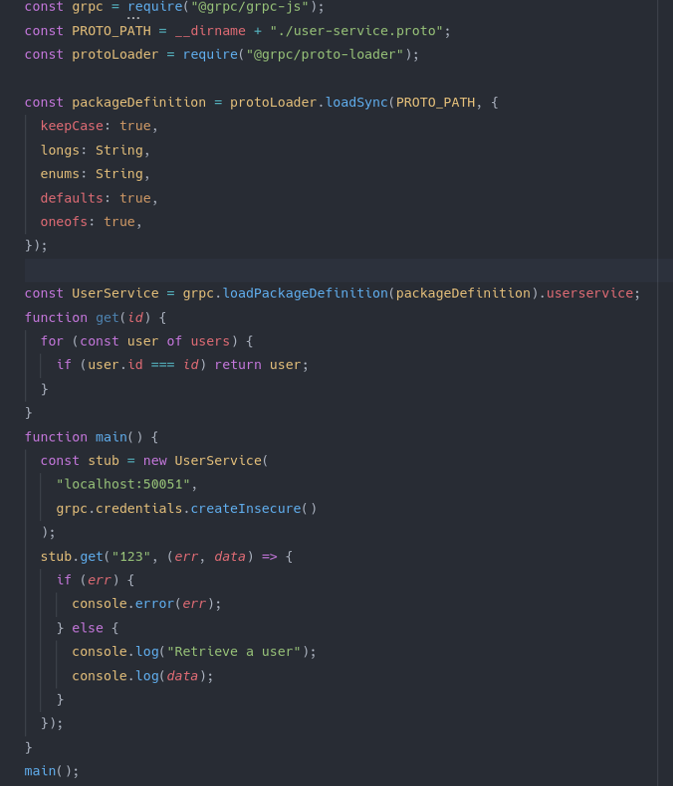 const grpc = require("@grpc/grpc-js");
const PROTO_PATH = __dirname + "./user-service.proto";
const protoLoader = require("@grpc/proto-loader");
const packageDefinition = protoLoader.loadSync(PROTO_PATH, {
  keepCase: true,
  longs: String,
  enums: String,
  defaults: true,
  oneofs: true,
});
const UserService = grpc.loadPackageDefinition(packageDefinition).userservice;
function get(id) {
  for (const user of users) {
    if (user.id === id) return user;
  }
}
function main() {
  const stub = new UserService(
    "localhost:50051",
    grpc.credentials.createInsecure()
  );
  stub.get("123", (err, data) => {
    if (err) {
      console.error(err);
    } else {
      console.log("Retrieve a user");
      console.log(data);
    }
  });
}
main();